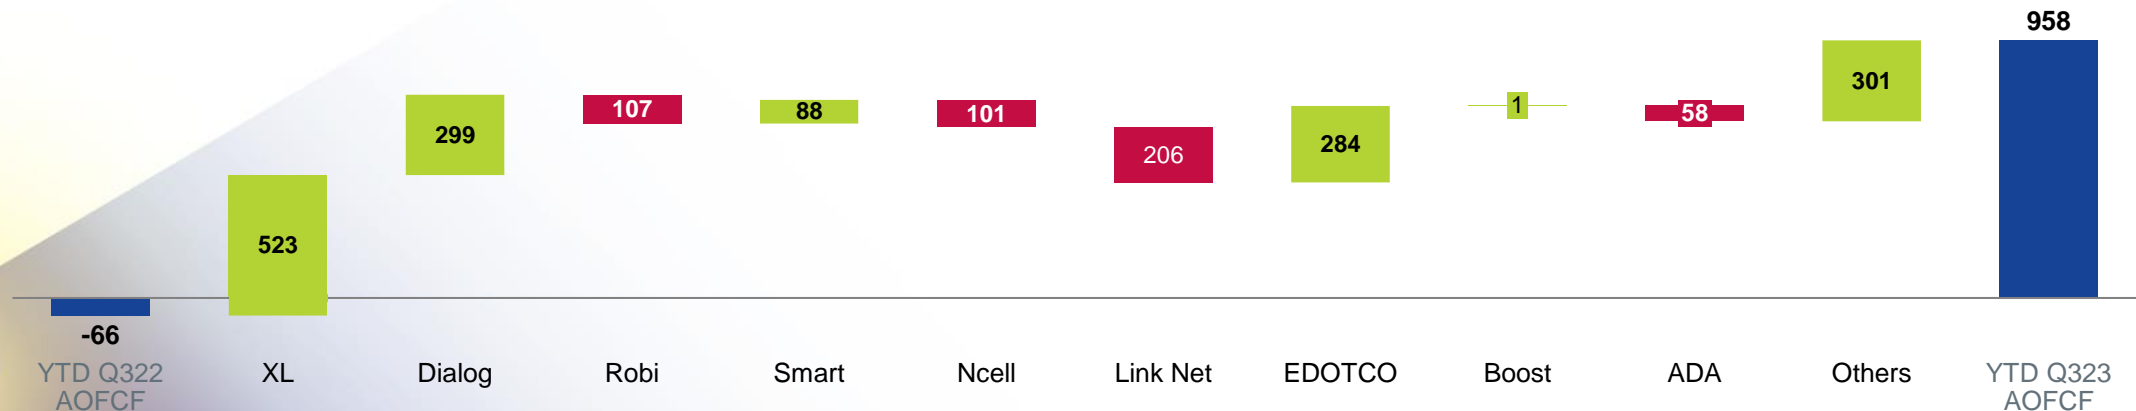 958
301
107
88
101
1
58
299
206
284
523
-66
YTD Q322
AOFCF
XL
Dialog
Robi
Smart
Ncell
Link Net
EDOTCO
Boost
ADA
Others
YTD Q323
AOFCF